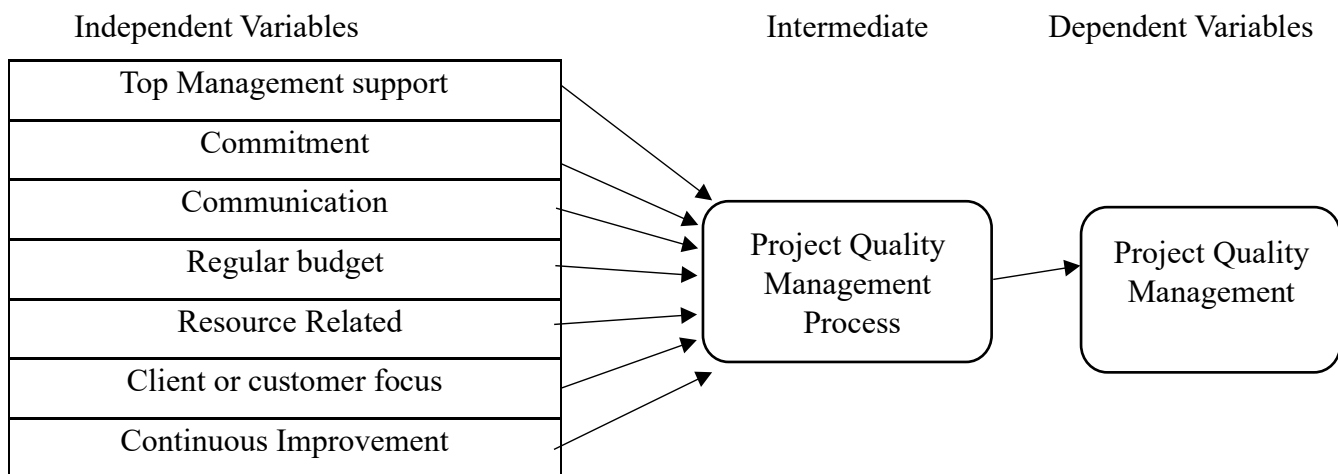 Independent Variables
Intermediate
Dependent Variables
Top Management support
Commitment
Communication
Regular budget
Resource Related
Client or customer focus
Continuous Improvement
Project Quality
Management
Process
Project Quality
Management